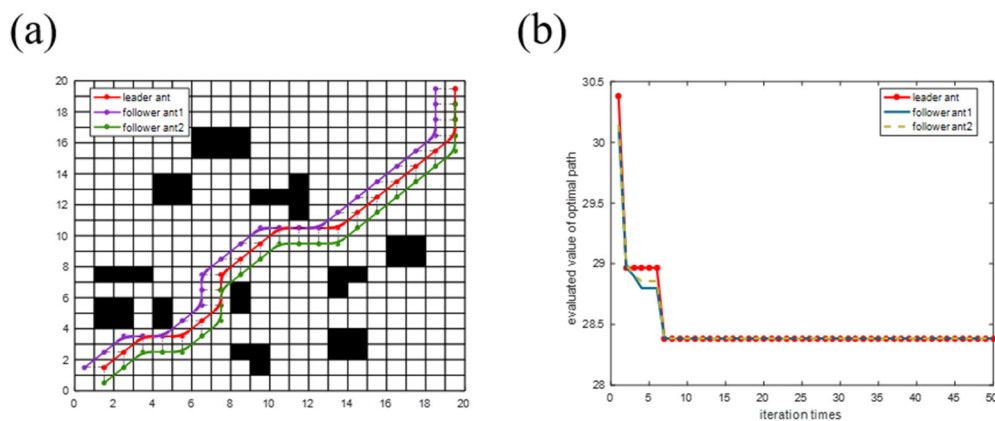 (a)
(b)
20
18
16
14
12
10
8
6
4
2
0
leader ant
follower ant1
follower ant2
0 2 4 6 8 10 12 14 16 18 20
evaluated value of optimal path
30.5
30
29.5
29
28.5
28
leader ant
follower ant1
follower ant2
0 5 10 15 20 25 30 35 40 45 50
iteration times